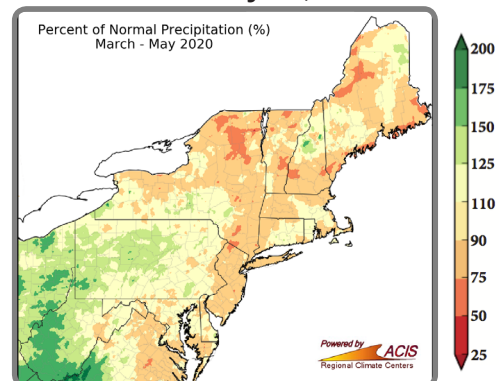 Percent of Normal Precipitation (%)
March - May 2020
200
175
150
125
110
90
75
50
25
Powered by
ACIS
Regional Climate Centers